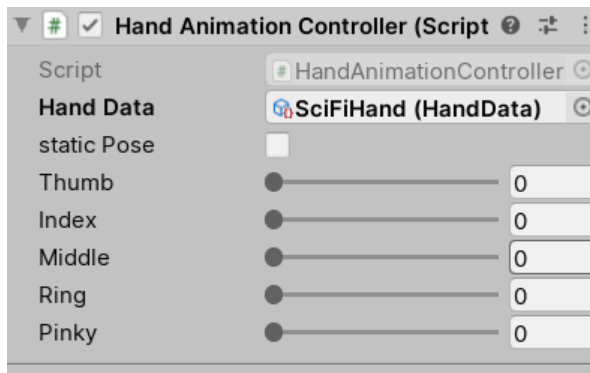 # Hand Animation Controller (Script
Script # HandAnimationController
Hand Data SciFiHand (HandData)
static Pose
Thumb 0
Index 0
Middle 0
Ring 0
Pinky 0